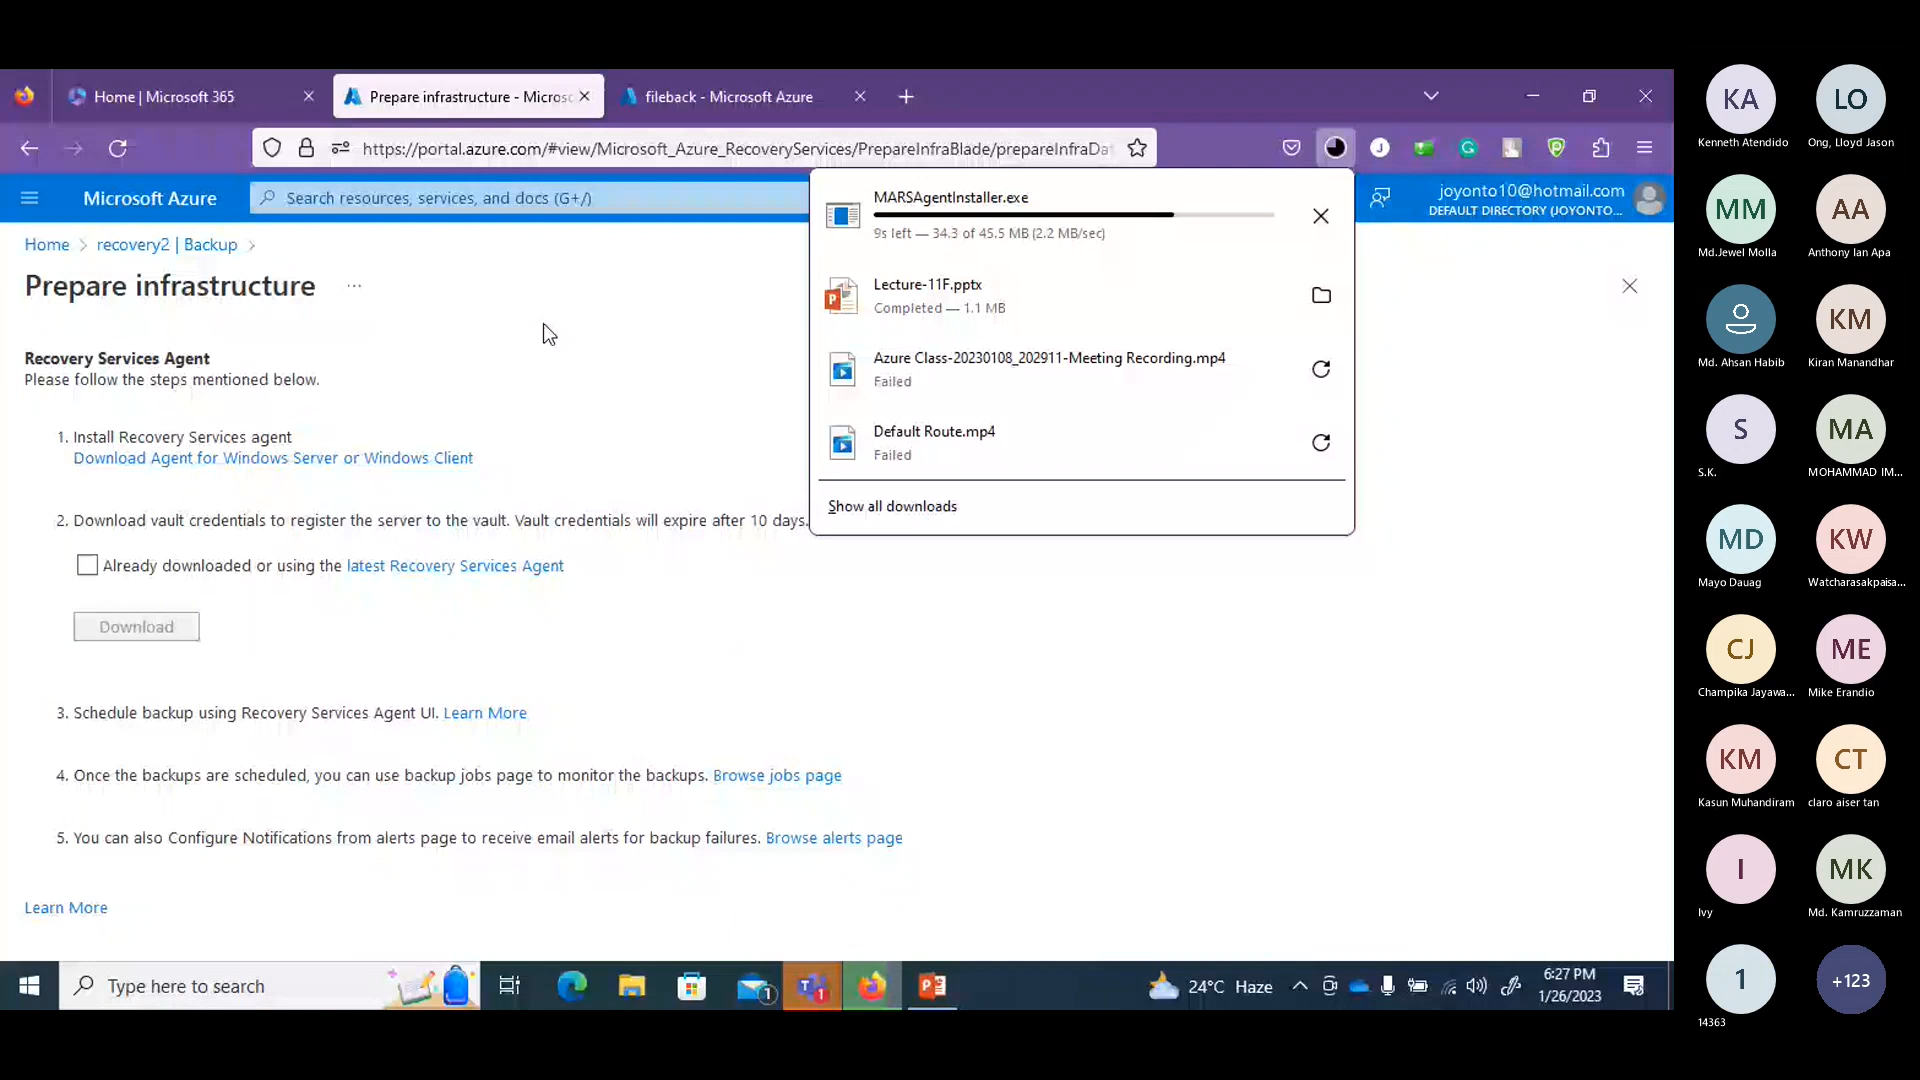 Home | Microsoft 365
Prepare infrastructure - Micros
fileback - Microsoft Azure
https://portal.azure.com/#view/Microsoft_Azure_RecoveryServices/PrepareInfraBlade/prepareInfraDat
Microsoft Azure
Search resources, services, and docs (G+/)
joyonto10@hotmail.com
DEFAULT DIRECTORY (JOYONTO...
MARSAgentInstaller.exe
9s left — 34.3 of 45.5 MB (2.2 MB/sec)
Lecture-11F.pptx
Completed — 1.1 MB
Azure Class-20230108_202911-Meeting Recording.mp4
Failed
Default Route.mp4
Failed
Show all downloads
Home > recovery2 | Backup >
Prepare infrastructure ...
Recovery Services Agent
Please follow the steps mentioned below.
1. Install Recovery Services agent
Download Agent for Windows Server or Windows Client
2. Download vault credentials to register the server to the vault. Vault credentials will expire after 10 days.
Already downloaded or using the latest Recovery Services Agent
Download
3. Schedule backup using Recovery Services Agent UI. Learn More
4. Once the backups are scheduled, you can use backup jobs page to monitor the backups. Browse jobs page
5. You can also Configure Notifications from alerts page to receive email alerts for backup failures. Browse alerts page
Learn More
Type here to search
1
1
24°C Haze
6:27 PM
1/26/2023
KA
LO
Kenneth Atendido
Ong, Lloyd Jason
MM
AA
Md.Jewel Molla
Anthony Ian Apa
KM
Md. Ahsan Habib
Kiran Manandhar
S
MA
S.K.
MOHAMMAD IM...
MD
KW
Mayo Dauag
Watcharasakpaisa...
CJ
ME
Champika Jayawa...
Mike Erandio
KM
CT
Kasun Muhandiram
claro aiser tan
I
MK
Ivy
Md. Kamruzzaman
1
+123
14363